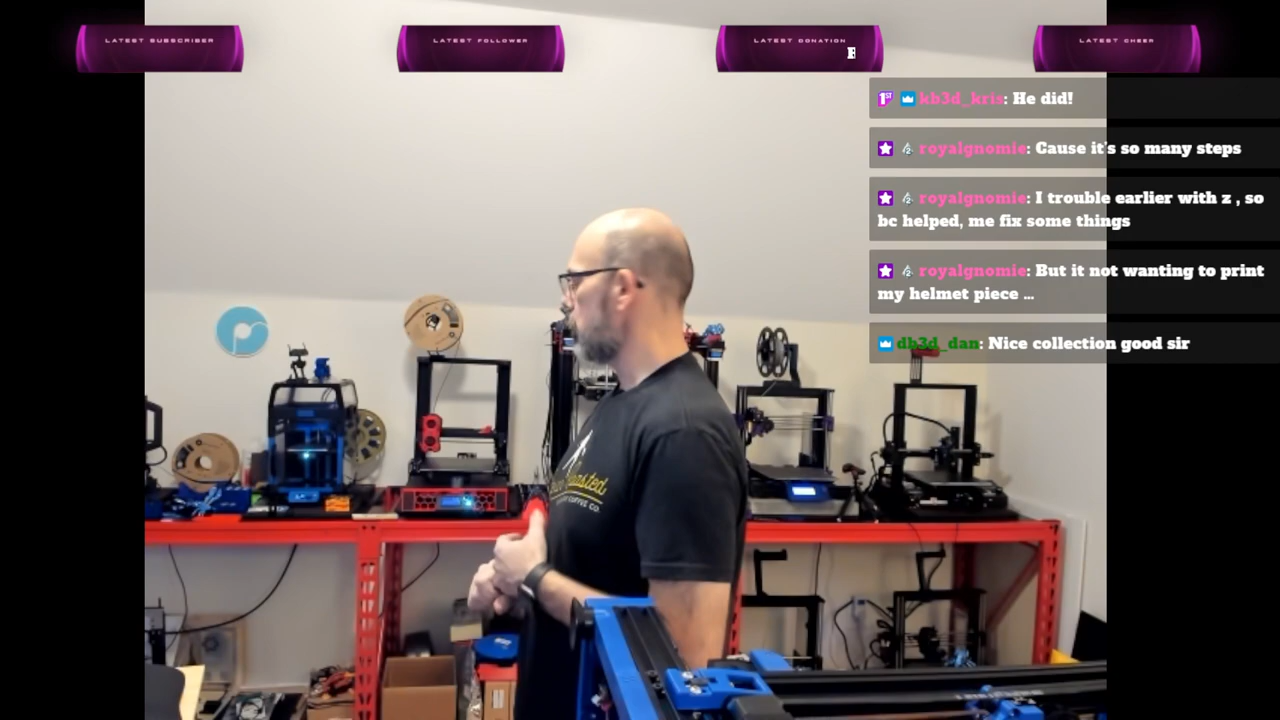 LATEST SUBSCRIBER
LATEST FOLLOWER
LATEST DONATION
LATEST CHEER
kb3d_kris: He did!
royalgnomie: Cause it's so many steps
royalgnomie: I trouble earlier with z , so
bc helped, me fix some things
royalgnomie: But it not wanting to print
my helmet piece ...
db3d_dan: Nice collection good sir
COFFEE CO.